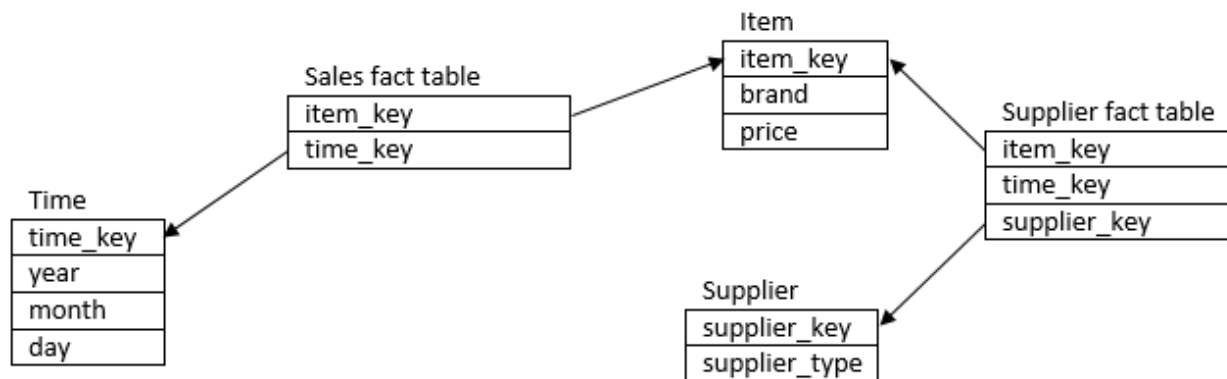 Item
item_key
brand
price
Sales fact table
item_key
time_key
Supplier fact table
item_key
time_key
supplier_key
Time
time_key
year
month
day
Supplier
supplier_key
supplier_type